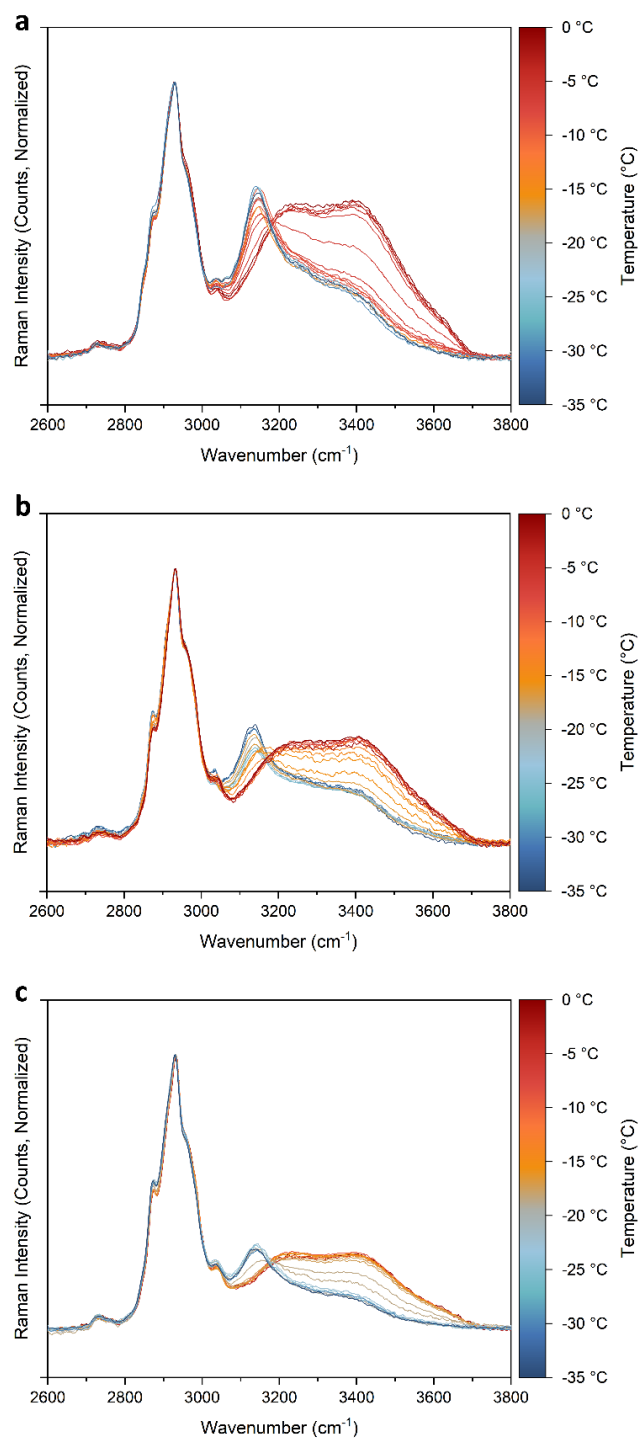 a
Raman Intensity (Counts, Normalized)
2600 2800 3000 3200 3400 3600 3800
Wavenumber (cm⁻¹)
0 °C
-5 °C
-10 °C
-15 °C
-20 °C
-25 °C
-30 °C
-35 °C
Temperature (°C)
b
Raman Intensity (Counts, Normalized)
2600 2800 3000 3200 3400 3600 3800
Wavenumber (cm⁻¹)
0 °C
-5 °C
-10 °C
-15 °C
-20 °C
-25 °C
-30 °C
-35 °C
Temperature (°C)
c
Raman Intensity (Counts, Normalized)
2600 2800 3000 3200 3400 3600 3800
Wavenumber (cm⁻¹)
0 °C
-5 °C
-10 °C
-15 °C
-20 °C
-25 °C
-30 °C
-35 °C
Temperature (°C)